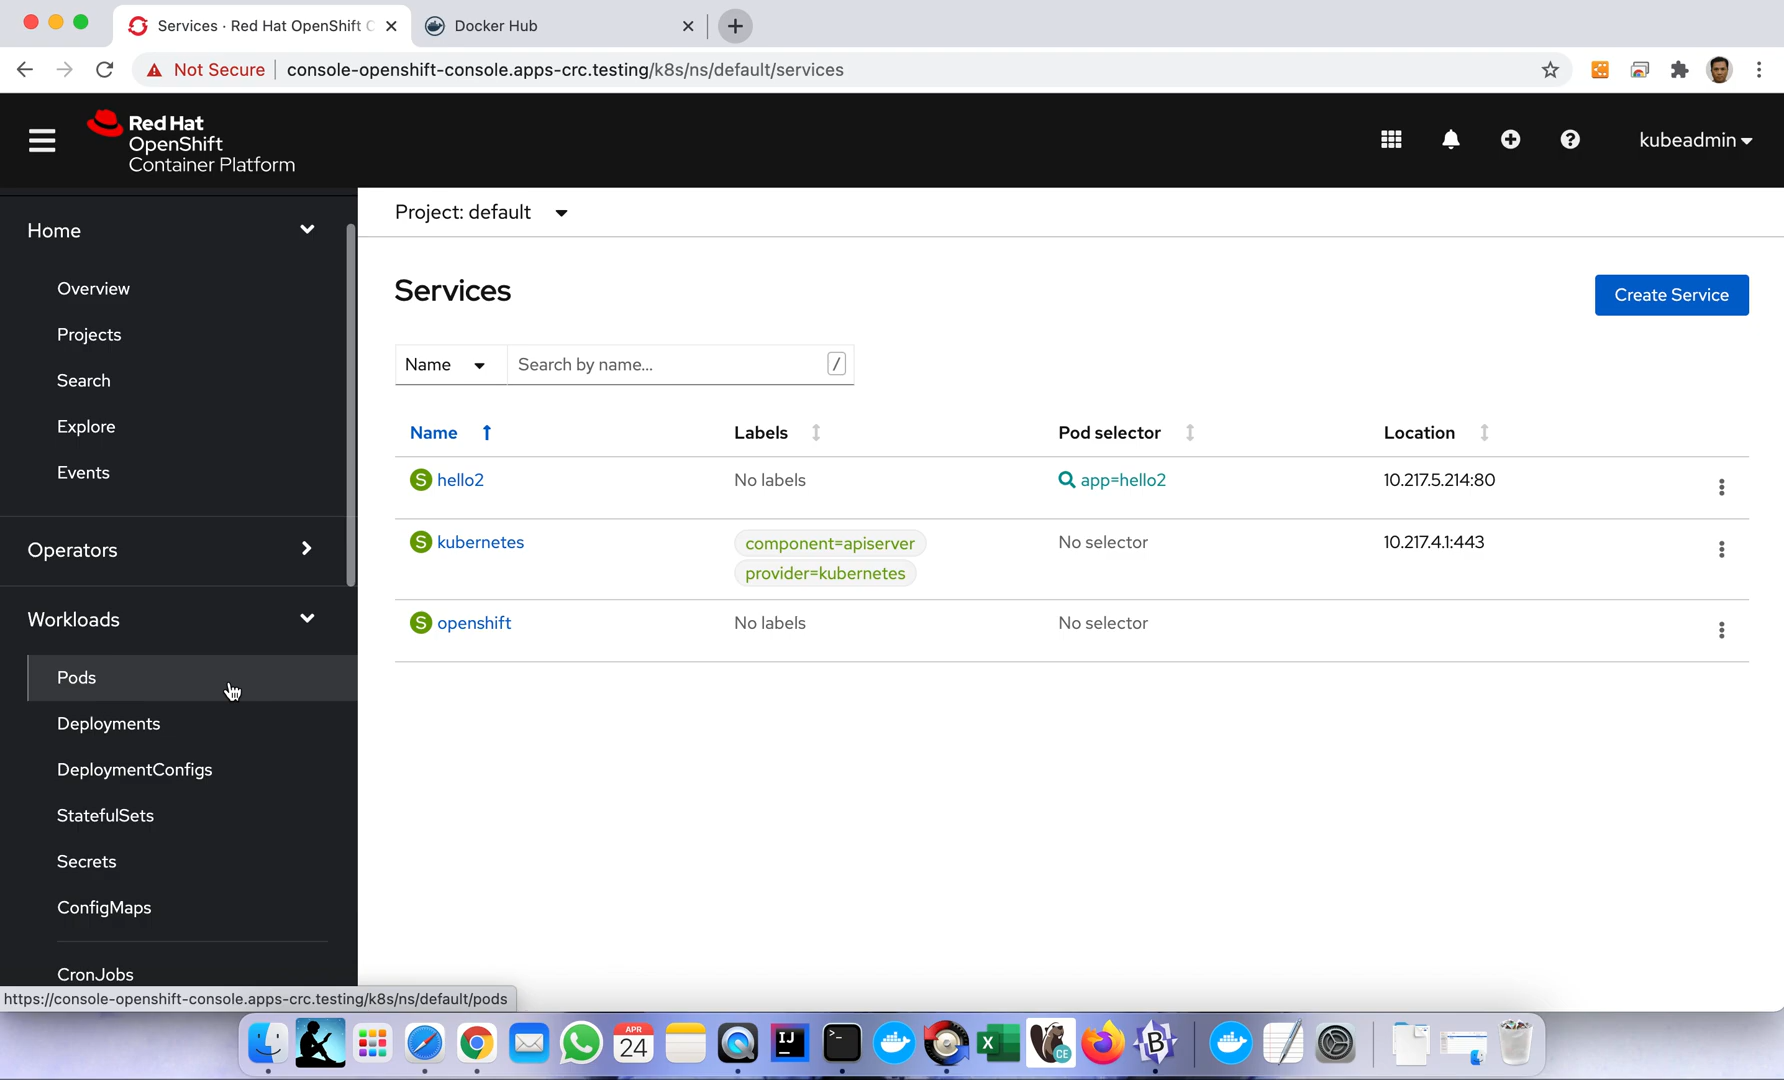 Services · Red Hat OpenShift C
Docker Hub
Not Secure
console-openshift-console.apps-crc.testing/k8s/ns/default/services
Red Hat
OpenShift
Container Platform
kubeadmin
Home
Overview
Projects
Search
Explore
Events
Operators
Workloads
Pods
Deployments
DeploymentConfigs
StatefulSets
Secrets
ConfigMaps
CronJobs
https://console-openshift-console.apps-crc.testing/k8s/ns/default/pods
Project: default
Services
Create Service
Name
Search by name...
/
Name Labels Pod selector Location
S hello2 No labels app=hello2 10.217.5.214:80
S kubernetes component=apiserver No selector 10.217.4.1:443
provider=kubernetes
S openshift No labels No selector
APR
24
IJ
>_
X
CE
B